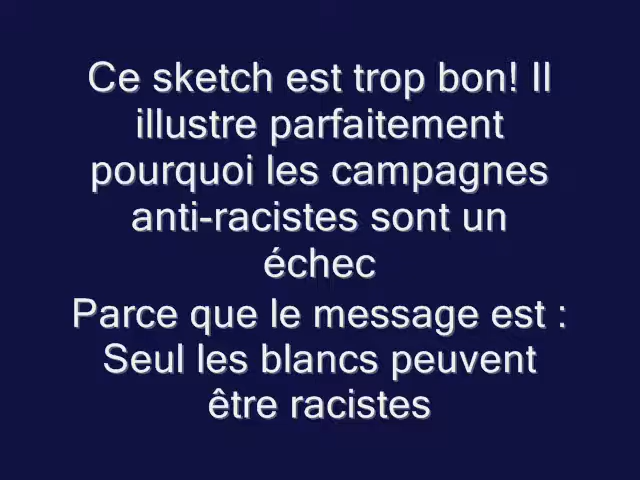 Ce sketch est trop bon! Il
illustre parfaitement
pourquoi les campagnes
anti-racistes sont un
échec
Parce que le message est :
Seul les blancs peuvent
être racistes